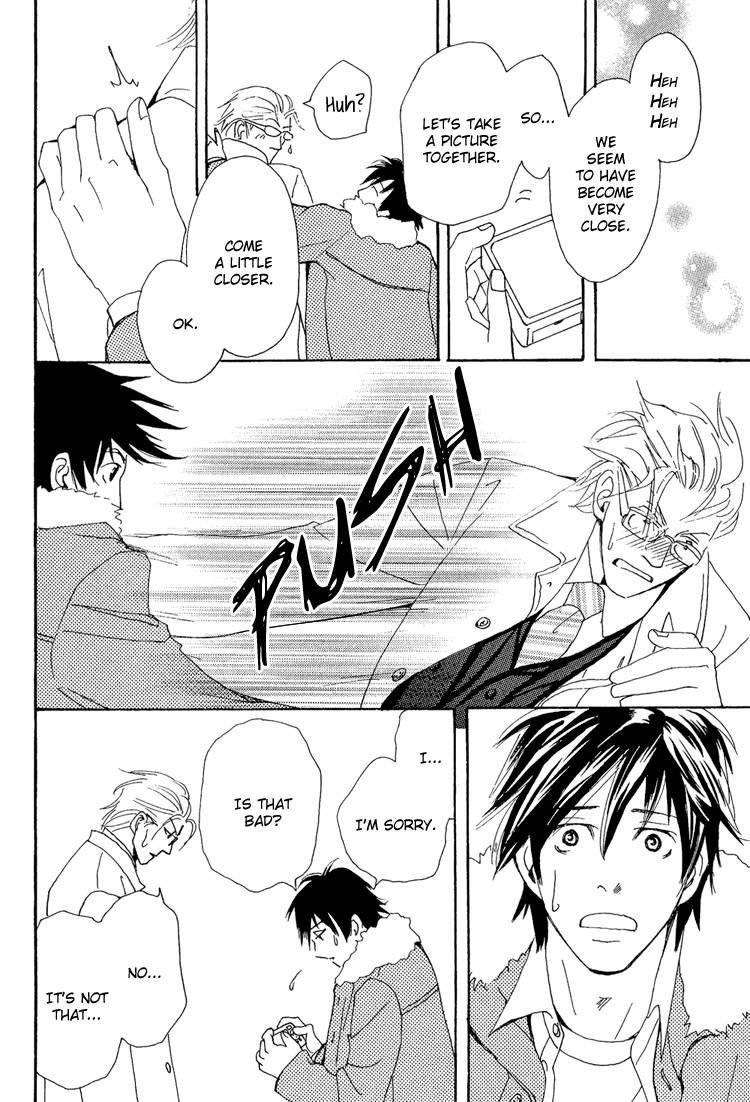 HEH
HEH
HEH
WE
SEEM
TO HAVE
BECOME
VERY
CLOSE.
SO...
LET'S TAKE
A PICTURE
TOGETHER.
Huh?
COME
A LITTLE
CLOSER.
OK.
PUSH
I...
I'M SORRY.
IS THAT
BAD?
NO...
IT'S NOT
THAT...